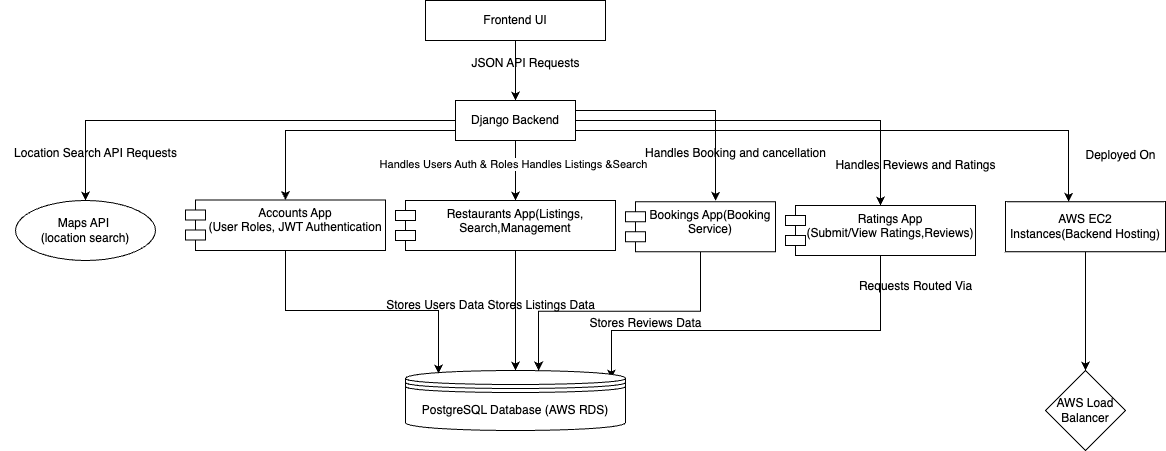 Frontend UI
JSON API Requests
Django Backend
Location Search API Requests
Handles Users Auth & Roles Handles Listings &Search
Handles Booking and cancellation
Handles Reviews and Ratings
Deployed On
Maps API
(location search)
Accounts App
(User Roles, JWT Authentication
Restaurants App(Listings,
Search,Management
Bookings App(Booking
Service)
Ratings App
(Submit/View Ratings,Reviews)
AWS EC2
Instances(Backend Hosting)
Stores Users Data Stores Listings Data
Requests Routed Via
Stores Reviews Data
PostgreSQL Database (AWS RDS)
AWS Load
Balancer